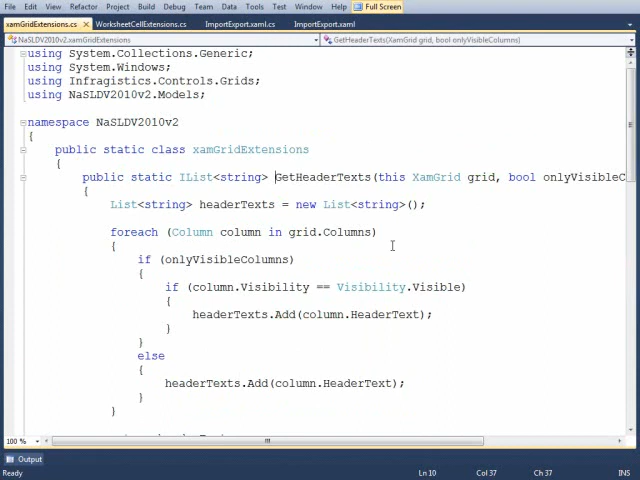 File Edit View Refactor Project Build Debug Data Tools Test Window Help Full Screen
xamGridExtensions.cs × WorksheetCellExtensions.cs ImportExport.xaml.cs ImportExport.xaml
NaSLDV2010v2.xamGridExtensions GetHeaderTexts(XamGrid grid, bool onlyVisibleColumns)
using System.Collections.Generic;
using System.Windows;
using Infragistics.Controls.Grids;
using NaSLDV2010v2.Models;
namespace NaSLDV2010v2
{
public static class xamGridExtensions
{
public static IList<string> GetHeaderTexts(this XamGrid grid, bool onlyVisibleC
{
List<string> headerTexts = new List<string>();
foreach (Column column in grid.Columns)
{
if (onlyVisibleColumns)
{
if (column.Visibility == Visibility.Visible)
{
headerTexts.Add(column.HeaderText);
}
}
else
{
headerTexts.Add(column.HeaderText);
}
}
100 %
Output
Ready Ln 10 Col 37 Ch 37 INS